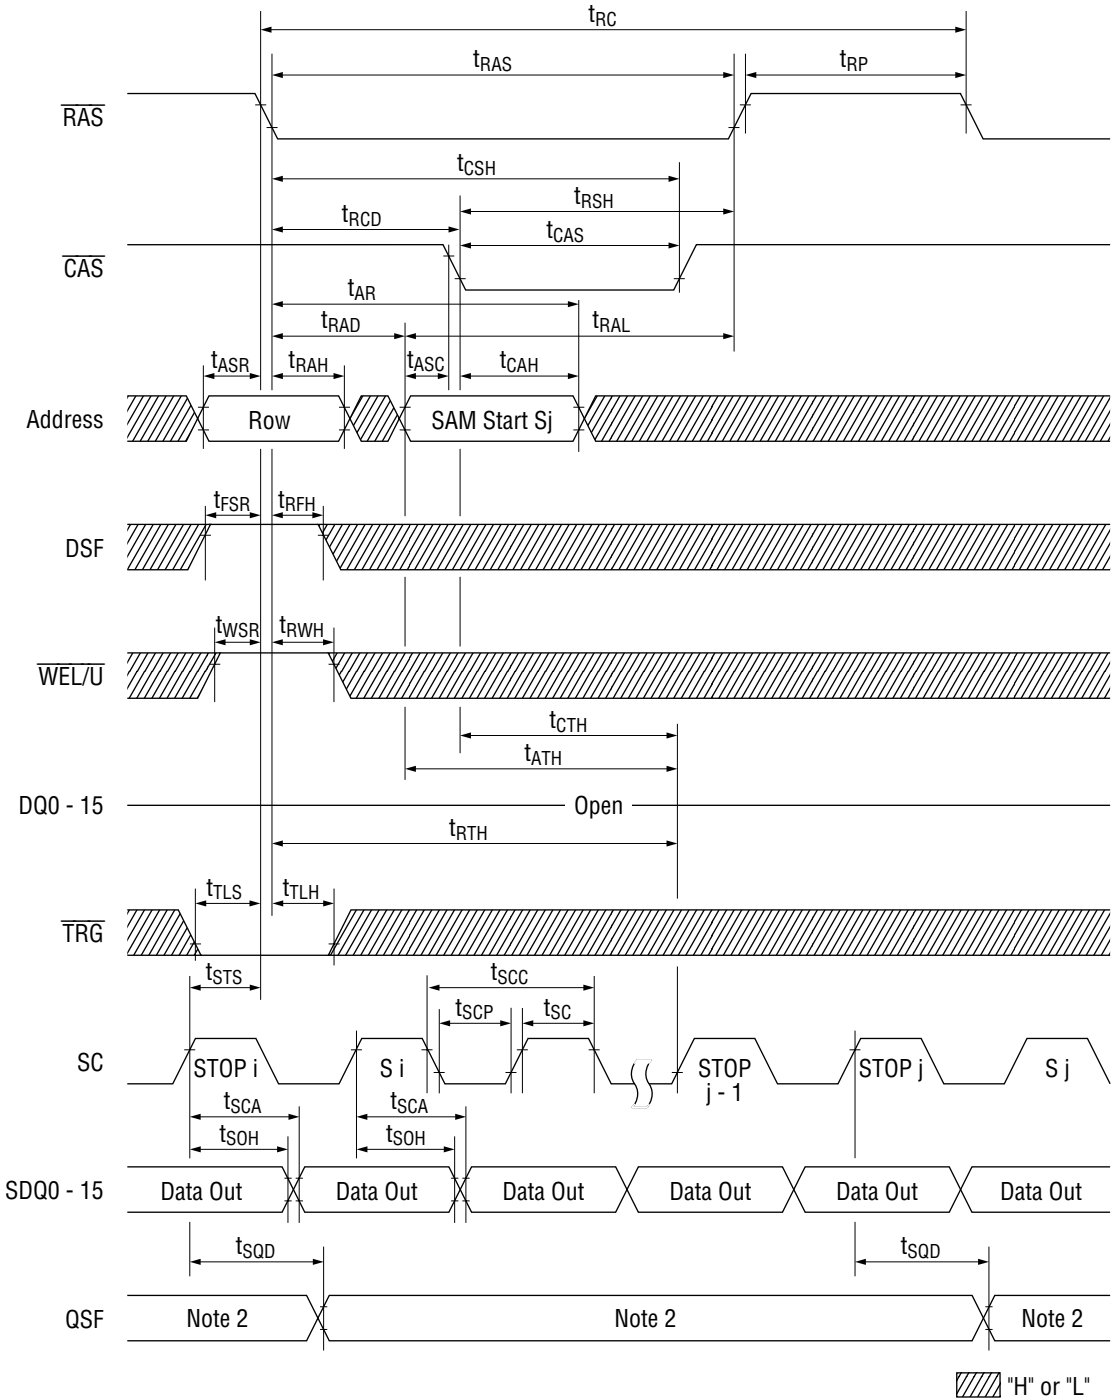 tRC
tRAS
tRP
RAS
tCSH
tRSH
tRCD
tCAS
CAS
tAR
tRAD
tRAL
tASR
tRAH
tASC
tCAH
Address
Row
SAM Start Sj
tFSR
tRFH
DSF
tWSR
tRWH
WEL/U
tCTH
tATH
DQ0 - 15
Open
tRTH
tTLS
tTLH
TRG
tSTS
tSCC
tSCP
tSC
SC
STOP i
S i
STOP
j - 1
STOP j
S j
tSCA
tSCA
tSOH
tSOH
SDQ0 - 15
Data Out
Data Out
Data Out
Data Out
Data Out
Data Out
tSQD
tSQD
QSF
Note 2
Note 2
Note 2
"H" or "L"